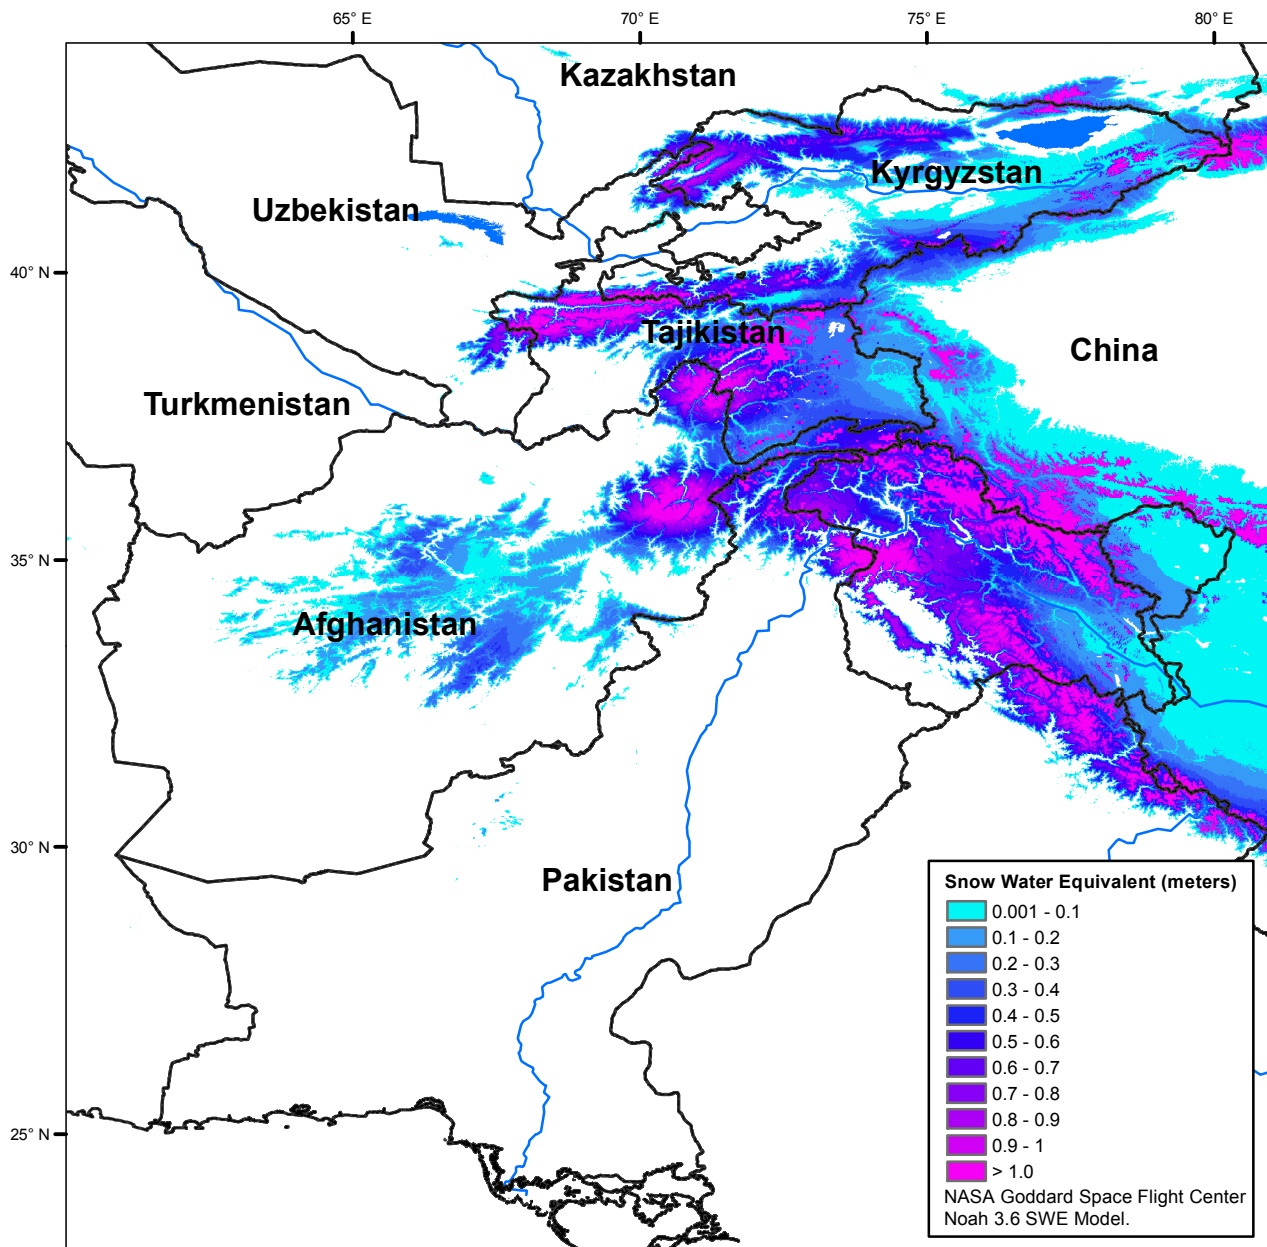 65° E
70° E
75° E
80° E
Kazakhstan
Kyrgyzstan
Uzbekistan
40° N
Tajikistan
China
Turkmenistan
35° N
Afghanistan
30° N
Pakistan
25° N
Snow Water Equivalent (meters)
0.001 - 0.1
0.1 - 0.2
0.2 - 0.3
0.3 - 0.4
0.4 - 0.5
0.5 - 0.6
0.6 - 0.7
0.7 - 0.8
0.8 - 0.9
0.9 - 1
> 1.0
NASA Goddard Space Flight Center
Noah 3.6 SWE Model.